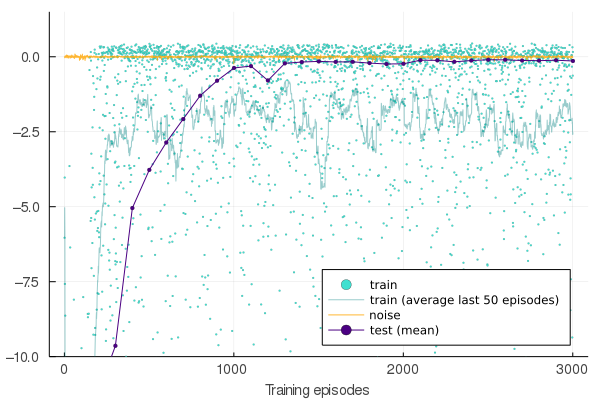 0.0
−2.5
−5.0
−7.5
−10.0
0
1000
2000
3000
Training episodes
train
train (average last 50 episodes)
noise
test (mean)